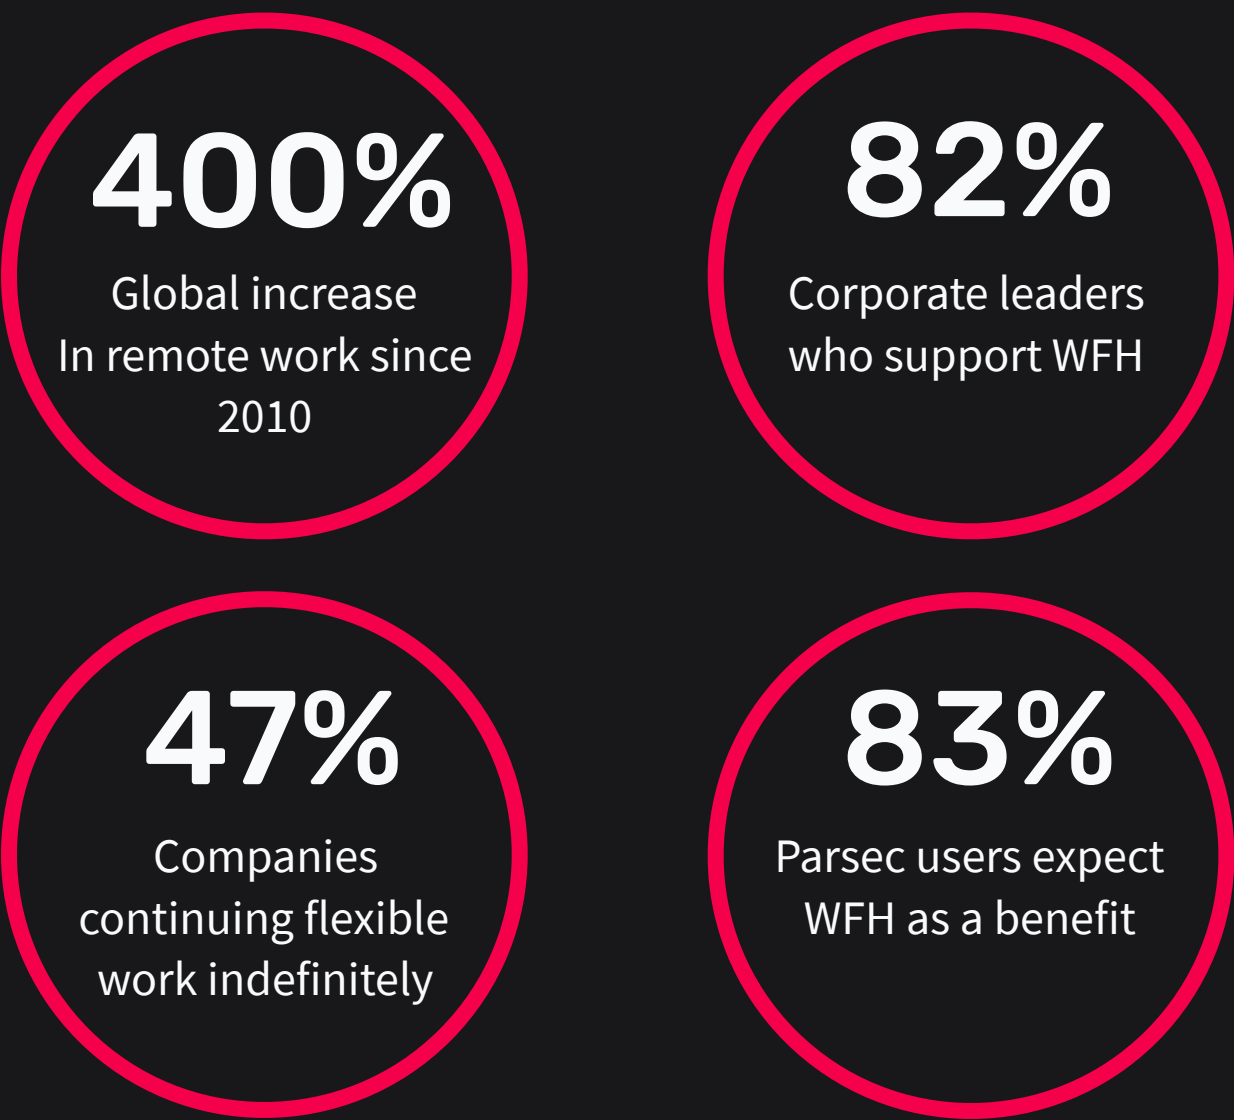 400%
Global increase
In remote work since
2010
82%
Corporate leaders
who support WFH
47%
Companies
continuing flexible
work indefinitely
83%
Parsec users expect
WFH as a benefit